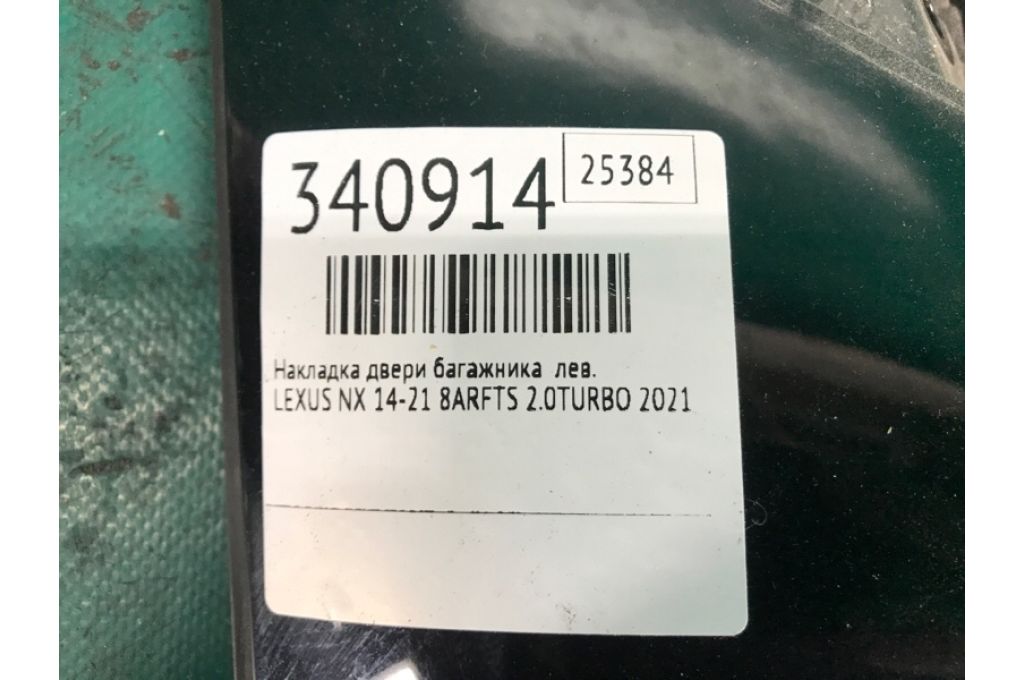 340914
25384
Накладка двери багажника лев.
LEXUS NX 14-21 8ARFTS 2.0TURBO 2021